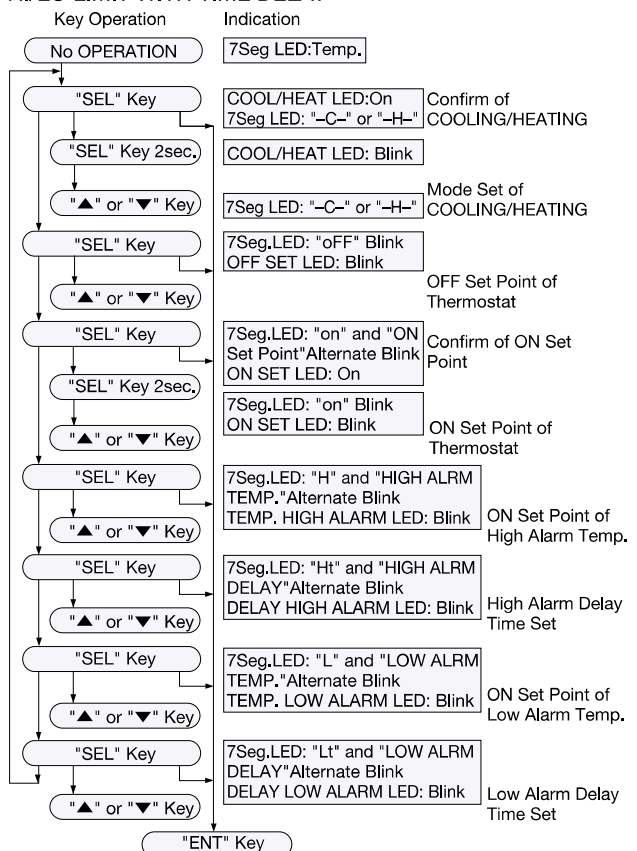 Key Operation Indication
No OPERATION 7Seg LED:Temp.
"SEL" Key
COOL/HEAT LED:On
7Seg LED: "–C–" or "–H–"
Confirm of
COOLING/HEATING
"SEL" Key 2sec. COOL/HEAT LED: Blink
"▲" or "▼" Key
7Seg LED: "–C–" or "–H–"
Mode Set of
COOLING/HEATING
"SEL" Key
7Seg.LED: "oFF" Blink
OFF SET LED: Blink
"▲" or "▼" Key
OFF Set Point of
Thermostat
"SEL" Key
7Seg.LED: "on" and "ON
Set Point"Alternate Blink
ON SET LED: On
Confirm of ON Set
Point
"SEL" Key 2sec.
7Seg.LED: "on" Blink
ON SET LED: Blink
"▲" or "▼" Key
ON Set Point of
Thermostat
"SEL" Key
7Seg.LED: "H" and "HIGH ALRM
TEMP."Alternate Blink
TEMP. HIGH ALARM LED: Blink
"▲" or "▼" Key
ON Set Point of
High Alarm Temp.
"SEL" Key
7Seg.LED: "Ht" and "HIGH ALRM
DELAY"Alternate Blink
DELAY HIGH ALARM LED: Blink
"▲" or "▼" Key
High Alarm Delay
Time Set
"SEL" Key
7Seg.LED: "L" and "LOW ALRM
TEMP."Alternate Blink
TEMP. LOW ALARM LED: Blink
"▲" or "▼" Key
ON Set Point of
Low Alarm Temp.
"SEL" Key
7Seg.LED: "Lt" and "LOW ALRM
DELAY"Alternate Blink
DELAY LOW ALARM LED: Blink
"▲" or "▼" Key
Low Alarm Delay
Time Set
"ENT" Key